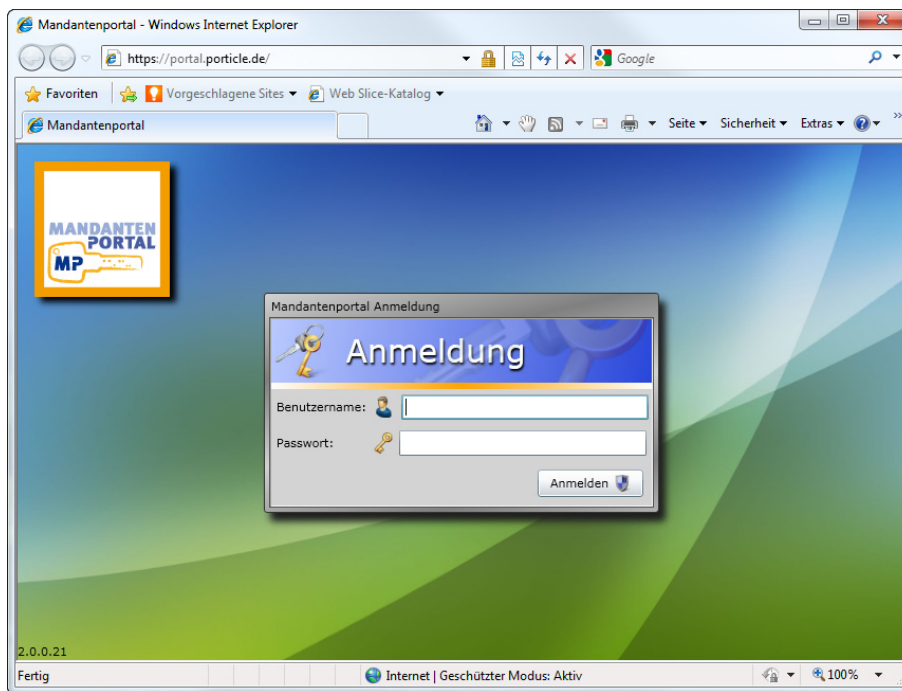 Mandantenportal - Windows Internet Explorer
https://portal.porticle.de/
Google
Favoriten
Vorgeschlagene Sites
Web Slice-Katalog
Mandantenportal
Seite
Sicherheit
Extras
»
MANDANTEN
PORTAL
MP
Mandantenportal Anmeldung
Anmeldung
Benutzername:
Passwort:
Anmelden
2.0.0.21
Fertig
Internet | Geschützter Modus: Aktiv
100%